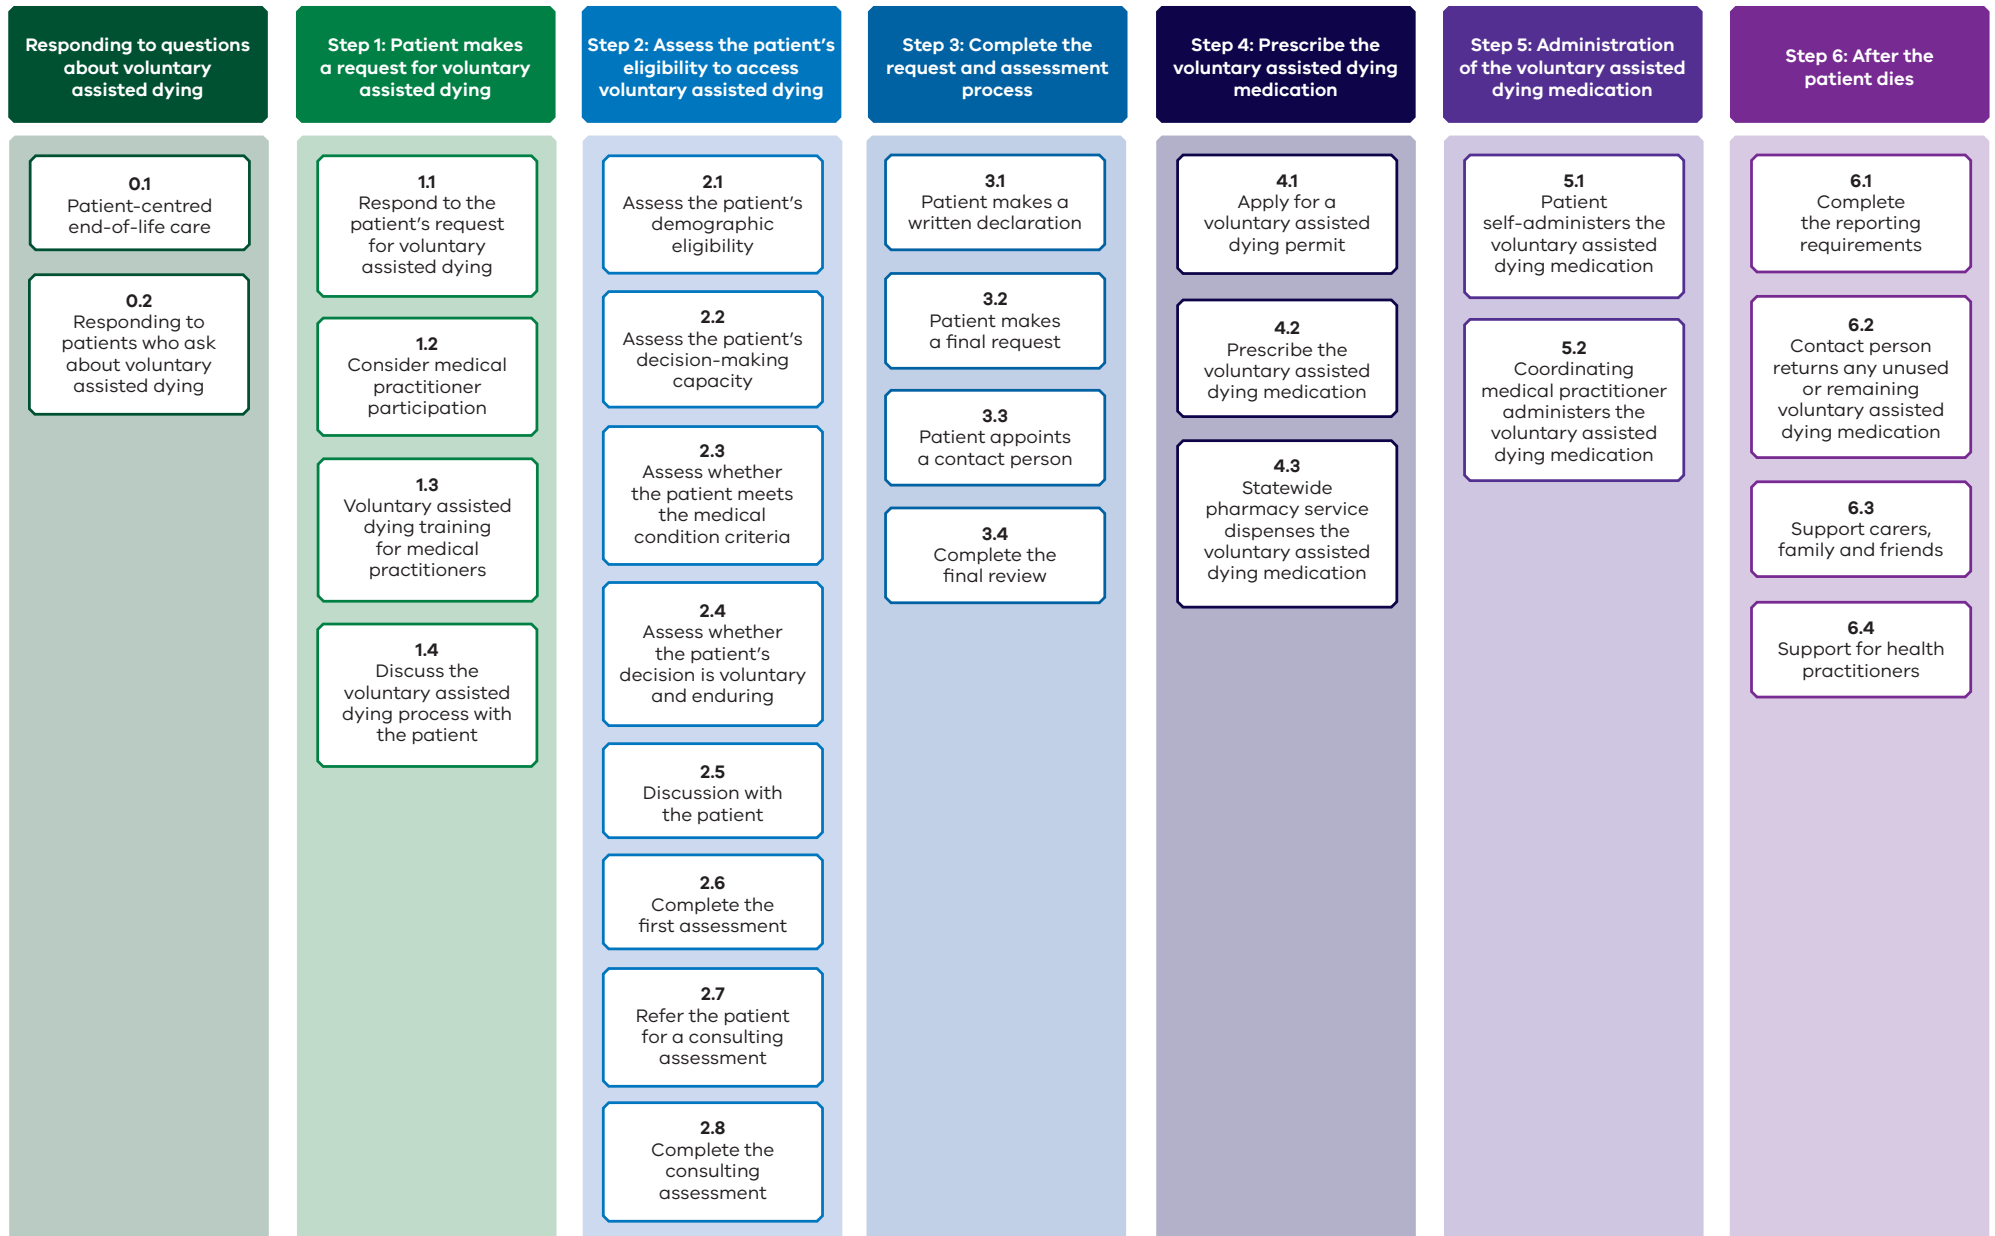 Responding to questions
about voluntary
assisted dying
0.1
Patient-centred
end-of-life care
0.2
Responding to
patients who ask
about voluntary
assisted dying
Step 1: Patient makes
a request for voluntary
assisted dying
1.1
Respond to the
patient’s request
for voluntary
assisted dying
1.2
Consider medical
practitioner
participation
1.3
Voluntary assisted
dying training
for medical
practitioners
1.4
Discuss the
voluntary assisted
dying process with
the patient
Step 2: Assess the patient’s
eligibility to access
voluntary assisted dying
2.1
Assess the patient’s
demographic
eligibility
2.2
Assess the patient’s
decision-making
capacity
2.3
Assess whether
the patient meets
the medical
condition criteria
2.4
Assess whether
the patient’s
decision is voluntary
and enduring
2.5
Discussion with
the patient
2.6
Complete the
first assessment
2.7
Refer the patient
for a consulting
assessment
2.8
Complete the
consulting
assessment
Step 3: Complete the
request and assessment
process
3.1
Patient makes a
written declaration
3.2
Patient makes
a final request
3.3
Patient appoints
a contact person
3.4
Complete the
final review
Step 4: Prescribe the
voluntary assisted dying
medication
4.1
Apply for a
voluntary assisted
dying permit
4.2
Prescribe the
voluntary assisted
dying medication
4.3
Statewide
pharmacy service
dispenses the
voluntary assisted
dying medication
Step 5: Administration
of the voluntary assisted
dying medication
5.1
Patient
self-administers the
voluntary assisted
dying medication
5.2
Coordinating
medical practitioner
administers the
voluntary assisted
dying medication
Step 6: After the
patient dies
6.1
Complete
the reporting
requirements
6.2
Contact person
returns any unused
or remaining
voluntary assisted
dying medication
6.3
Support carers,
family and friends
6.4
Support for health
practitioners